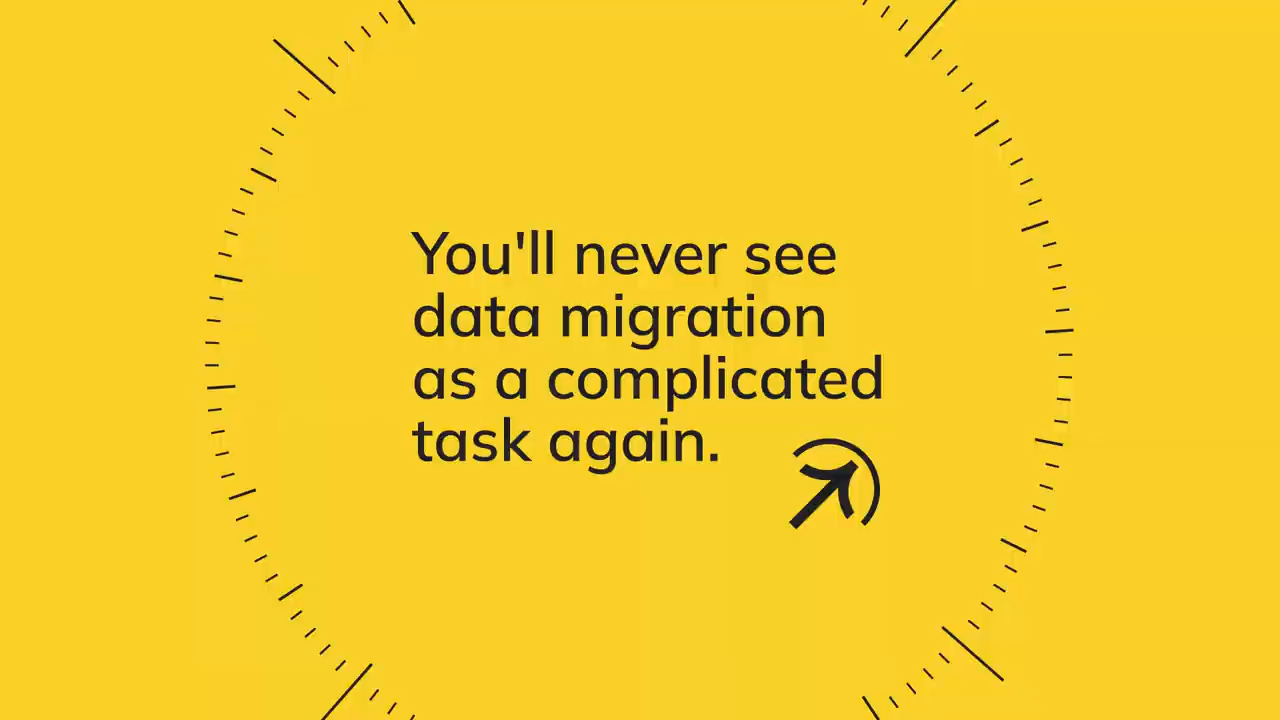 You'll never see
data migration
as a complicated
task again.